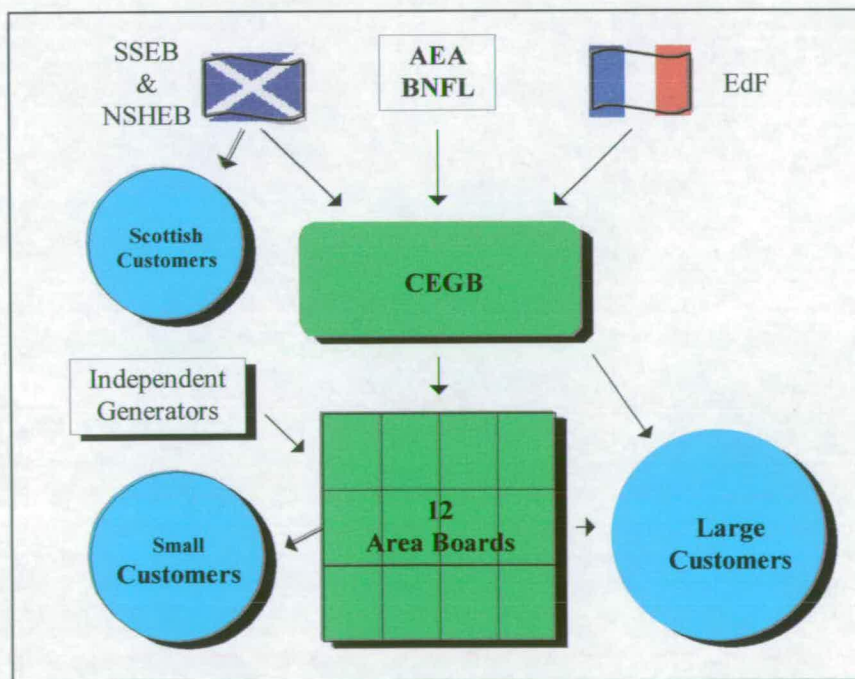 SSEB
&
NSHEB
AEA
BNFL
EdF
Scottish
Customers
CEGB
Independent
Generators
12
Area Boards
Small
Customers
Large
Customers